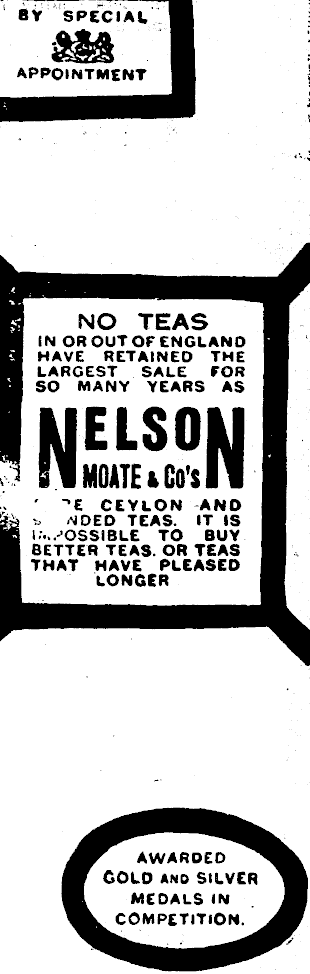 BY SPECIAL
APPOINTMENT
NO TEAS
IN OR OUT OF ENGLAND
HAVE RETAINED THE
LARGEST SALE FOR
SO MANY YEARS AS
NELSON
MOATE & Co's
CEYLON AND
TEAS. IT IS
IMPOSSIBLE TO BUY
BETTER TEAS. OR TEAS
THAT HAVE PLEASED
LONGER
AWARDED
GOLD AND SILVER
MEDALS IN
COMPETITION.